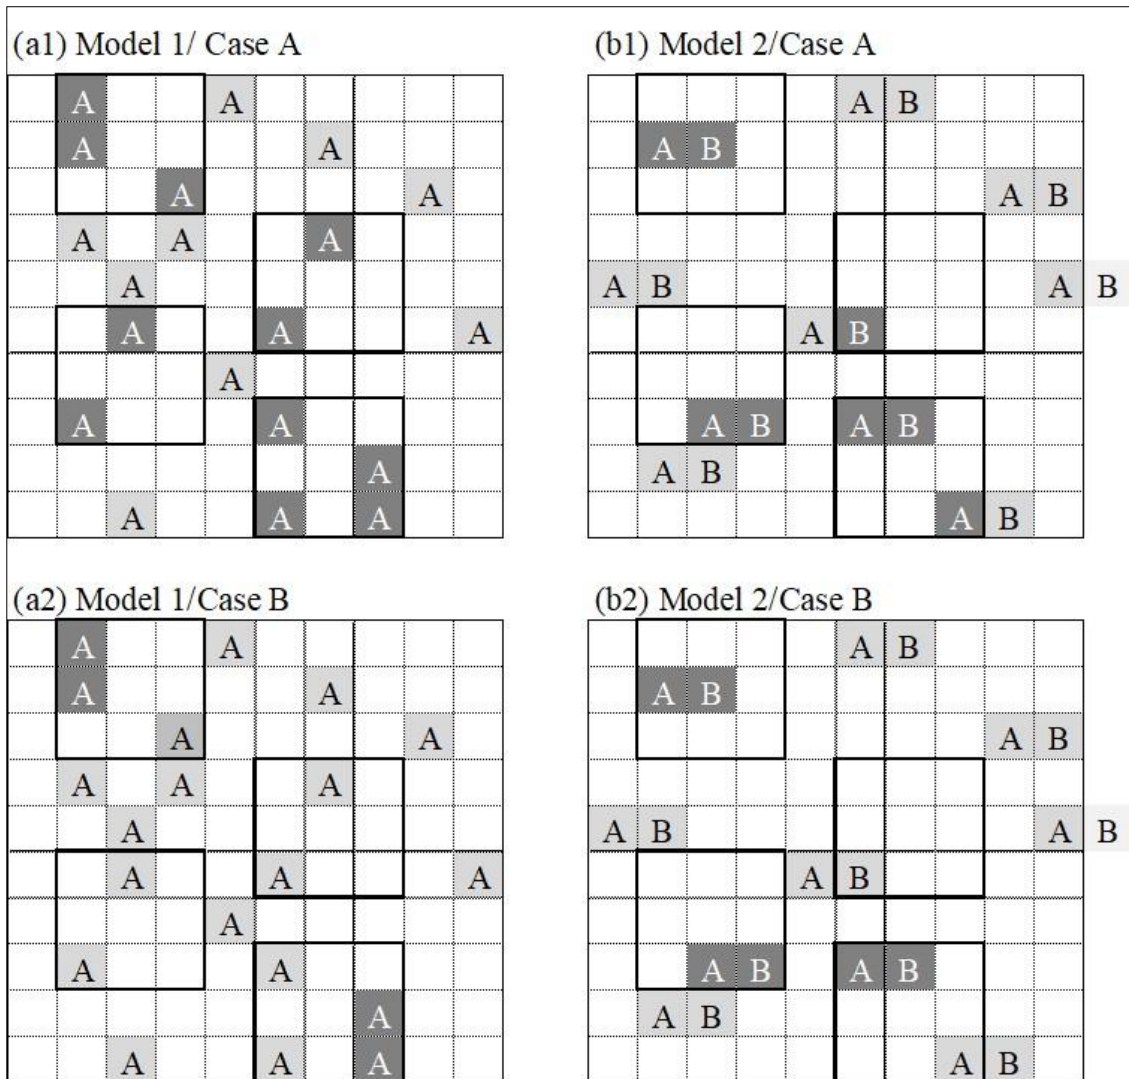 (a1) Model 1/ Case A
A A
A A
A A
A A A
A
A A A
A
A A
A
A A A
(b1) Model 2/Case A
A B
A B
A B
A B A B
A B
A B A B
A B
A B
(a2) Model 1/Case B
A A
A A
A A
A A A
A
A A A
A
A A
A
A A A
(b2) Model 2/Case B
A B
A B
A B
A B A B
A B
A B A B
A B
A B